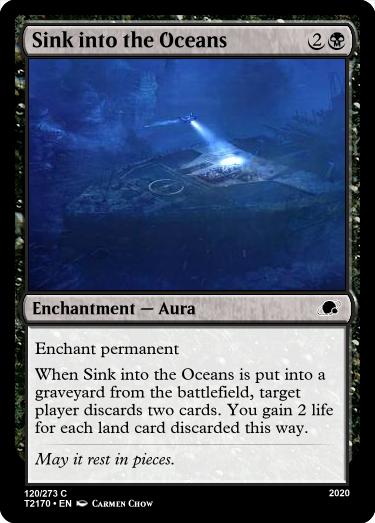 Sink into the Oceans 2
Enchantment — Aura
Enchant permanent
When Sink into the Oceans is put into a
graveyard from the battlefield, target
player discards two cards. You gain 2 life
for each land card discarded this way.
May it rest in pieces.
120/273 C 2020
T2170 • EN Carmen Chow